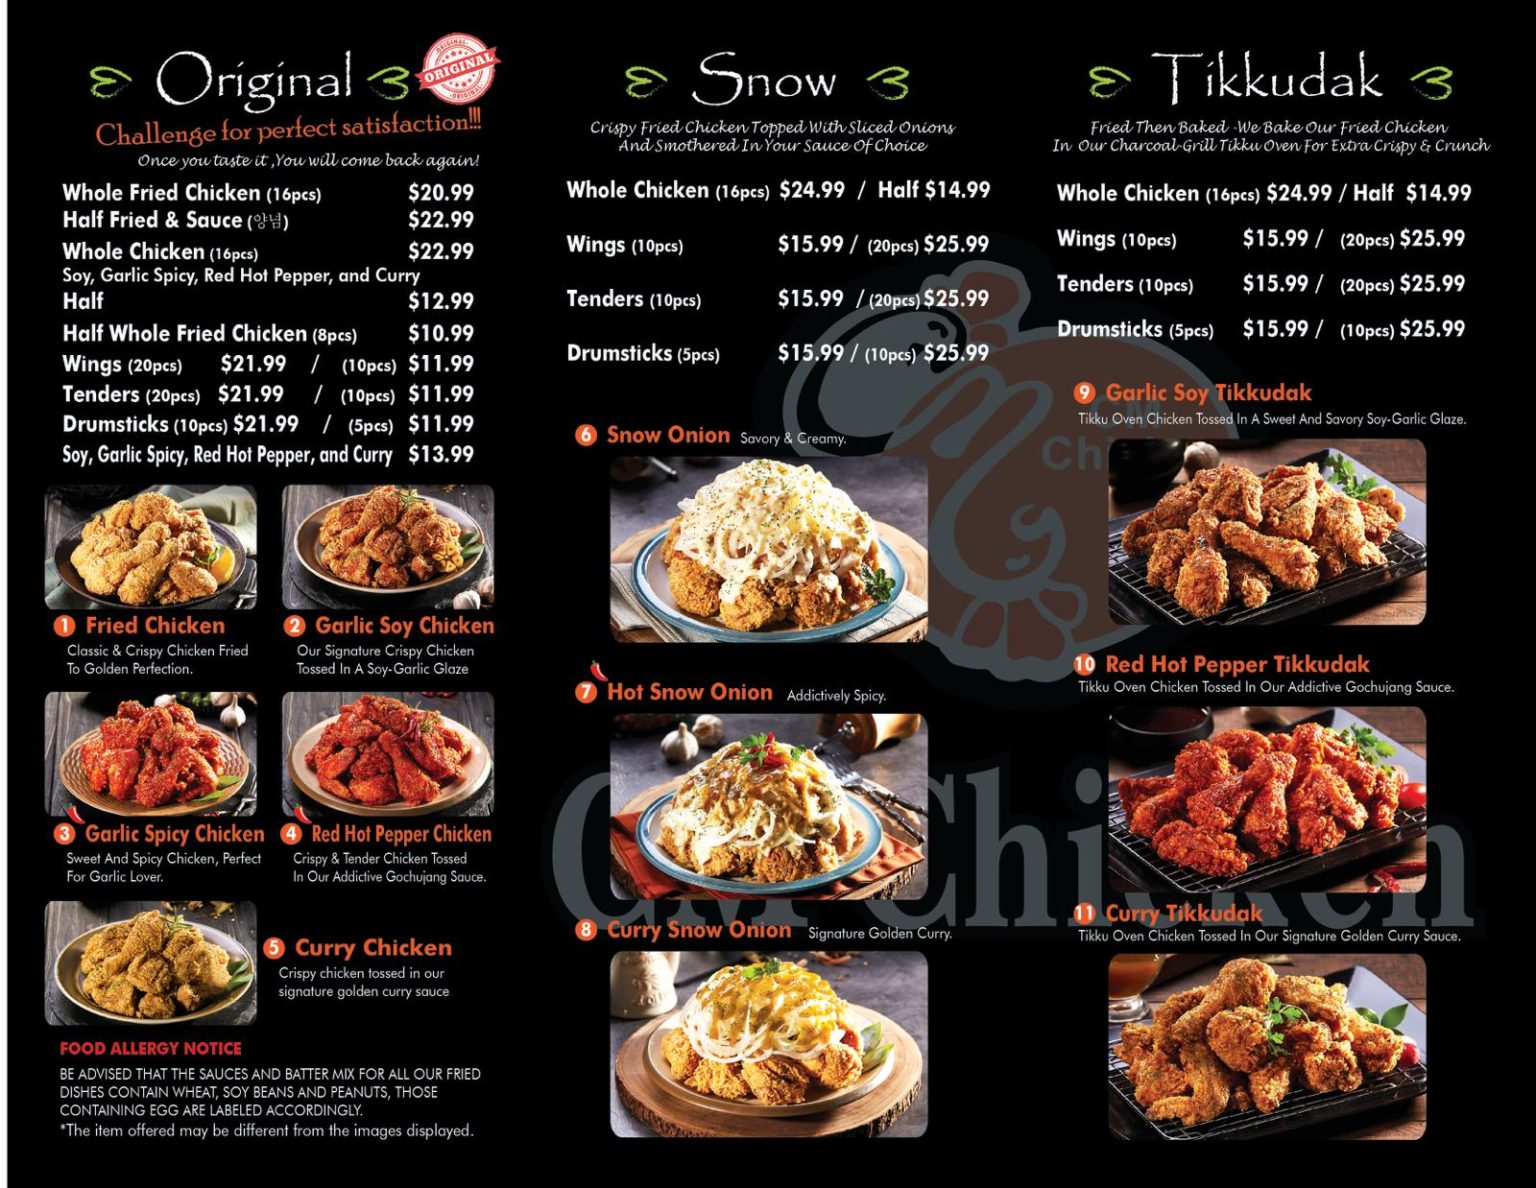 Original
ORIGINAL
ORIGINAL
ORIGINAL
Challenge for perfect satisfaction!!!
Once you taste it ,You will come back again!
Whole Fried Chicken (16pcs) $20.99
Half Fried & Sauce (양념) $22.99
Whole Chicken (16pcs) $22.99
Soy, Garlic Spicy, Red Hot Pepper, and Curry
Half $12.99
Half Whole Fried Chicken (8pcs) $10.99
Wings (20pcs) $21.99 / (10pcs) $11.99
Tenders (20pcs) $21.99 / (10pcs) $11.99
Drumsticks (10pcs) $21.99 / (5pcs) $11.99
Soy, Garlic Spicy, Red Hot Pepper, and Curry $13.99
1 Fried Chicken
Classic & Crispy Chicken Fried
To Golden Perfection.
2 Garlic Soy Chicken
Our Signature Crispy Chicken
Tossed In A Soy-Garlic Glaze
3 Garlic Spicy Chicken
Sweet And Spicy Chicken, Perfect
For Garlic Lover.
4 Red Hot Pepper Chicken
Crispy & Tender Chicken Tossed
In Our Addictive Gochujang Sauce.
5 Curry Chicken
Crispy chicken tossed in our
signature golden curry sauce
FOOD ALLERGY NOTICE
BE ADVISED THAT THE SAUCES AND BATTER MIX FOR ALL OUR FRIED
DISHES CONTAIN WHEAT, SOY BEANS AND PEANUTS, THOSE
CONTAINING EGG ARE LABELED ACCORDINGLY.
*The item offered may be different from the images displayed.
Snow
Crispy Fried Chicken Topped With Sliced Onions
And Smothered In Your Sauce Of Choice
Whole Chicken (16pcs) $24.99 / Half $14.99
Wings (10pcs) $15.99 / (20pcs) $25.99
Tenders (10pcs) $15.99 / (20pcs) $25.99
Drumsticks (5pcs) $15.99 / (10pcs) $25.99
6 Snow Onion Savory & Creamy.
7 Hot Snow Onion Addictively Spicy.
8 Curry Snow Onion Signature Golden Curry.
Tikkudak
Fried Then Baked -We Bake Our Fried Chicken
In Our Charcoal-Grill Tikku Oven For Extra Crispy & Crunch
Whole Chicken (16pcs) $24.99 / Half $14.99
Wings (10pcs) $15.99 / (20pcs) $25.99
Tenders (10pcs) $15.99 / (20pcs) $25.99
Drumsticks (5pcs) $15.99 / (10pcs) $25.99
9 Garlic Soy Tikkudak
Tikku Oven Chicken Tossed In A Sweet And Savory Soy-Garlic Glaze.
10 Red Hot Pepper Tikkudak
Tikku Oven Chicken Tossed In Our Addictive Gochujang Sauce.
11 Curry Tikkudak
Tikku Oven Chicken Tossed In Our Signature Golden Curry Sauce.
CM
Chi
CM Chicken